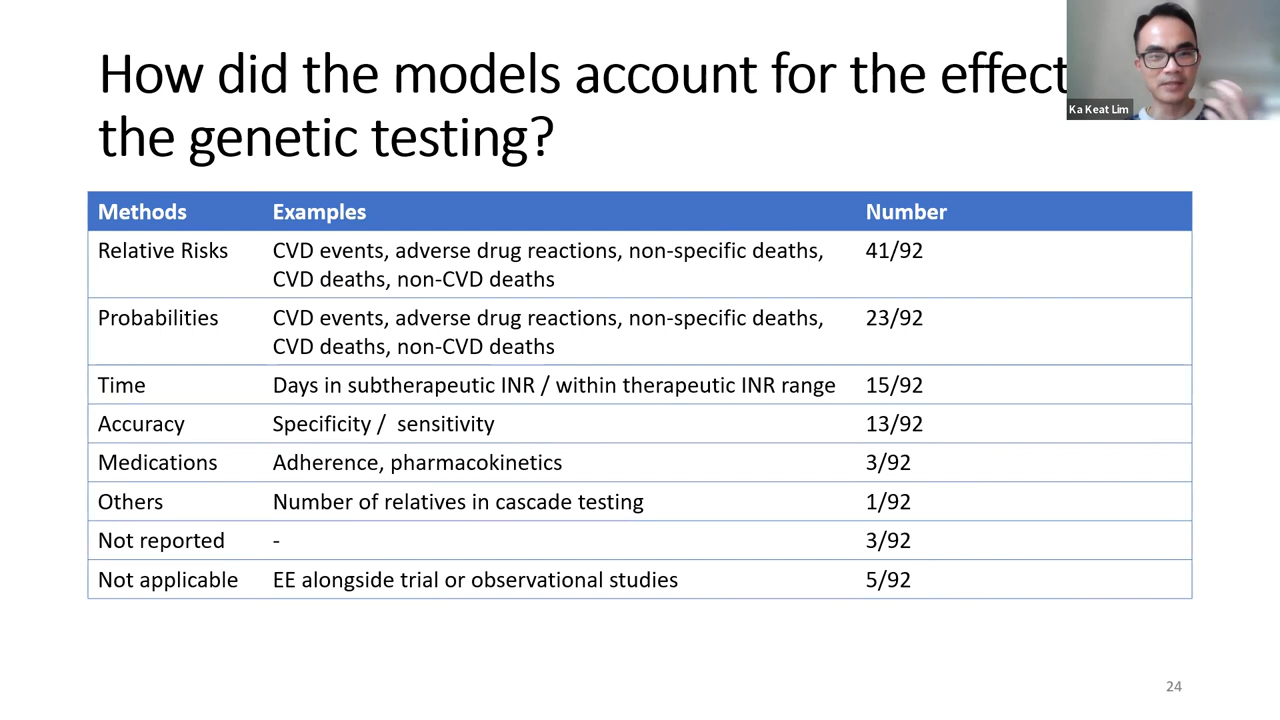 How did the models account for the effect
the genetic testing?
Ka Keat Lim
Methods Examples Number
Relative Risks CVD events, adverse drug reactions, non-specific deaths, 41/92
CVD deaths, non-CVD deaths
Probabilities CVD events, adverse drug reactions, non-specific deaths, 23/92
CVD deaths, non-CVD deaths
Time Days in subtherapeutic INR / within therapeutic INR range 15/92
Accuracy Specificity / sensitivity 13/92
Medications Adherence, pharmacokinetics 3/92
Others Number of relatives in cascade testing 1/92
Not reported - 3/92
Not applicable EE alongside trial or observational studies 5/92
24